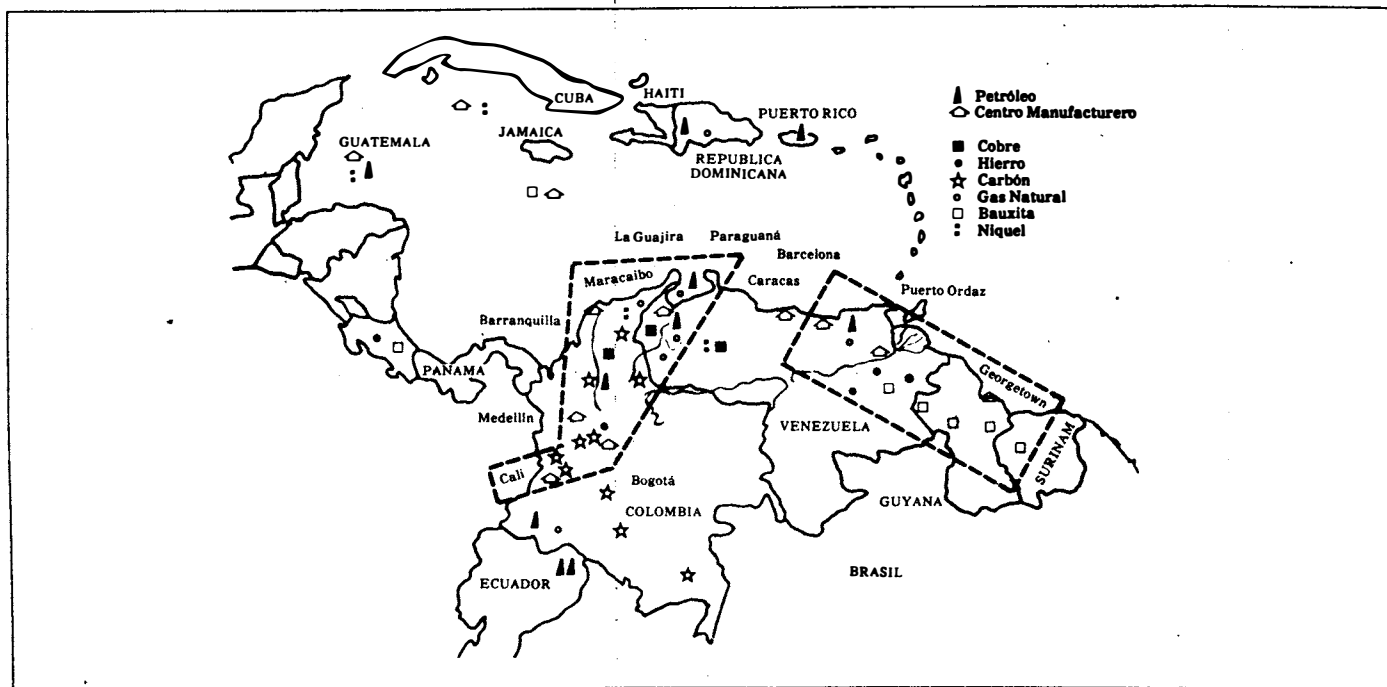 CUBA
HAITI
PUERTO RICO
JAMAICA
GUATEMALA
REPUBLICA
DOMINICANA
Petróleo
Centro Manufacturero
Cobre
Hierro
Carbón
Gas Natural
Bauxita
Niquel
La Guajira
Paraguaná
Barcelona
Maracaibo
Caracas
Puerto Ordaz
Barranquilla
PANAMA
Georgetown
Medellín
VENEZUELA
SURINAM
Cali
Bogotá
GUYANA
COLOMBIA
ECUADOR
BRASIL